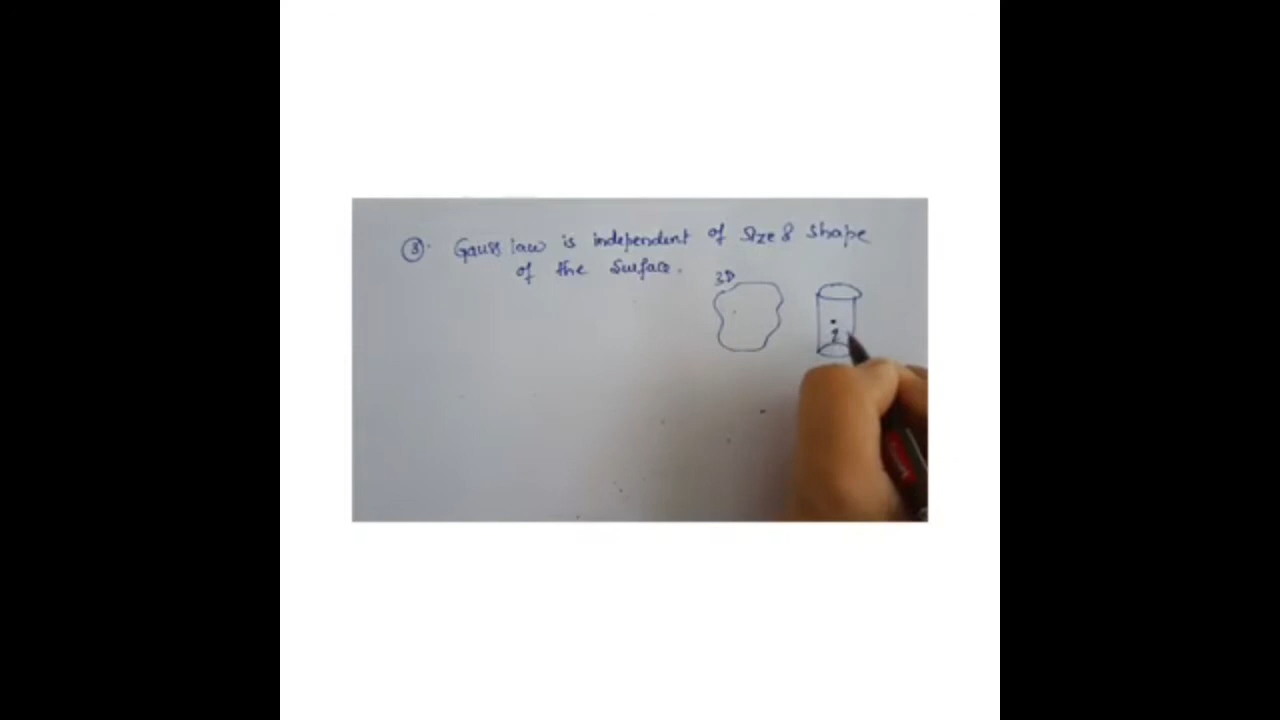 ③. Gauss law is independent of size & shape
of the surface.
3D
q